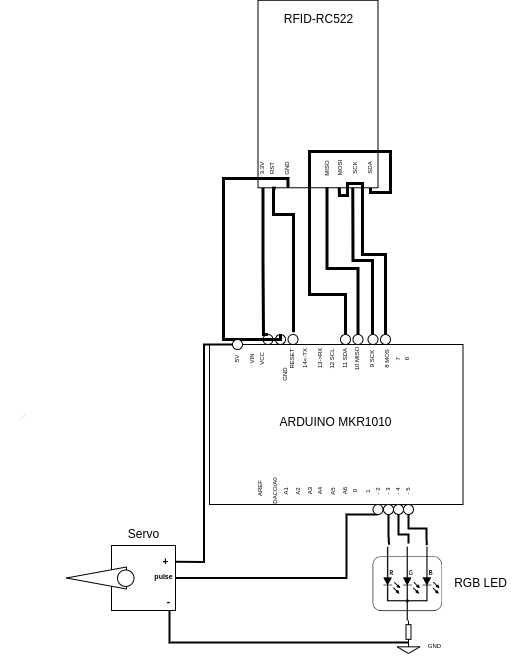 RFID-RC522
3.3V
RST
GND
MISO
MOSI
SCK
SDA
5V
VIN
VCC
GND
RESET
14<-TX
13->RX
12 SCL
11 SDA
10 MISO
9 SCK
8 MOS
7
6
ARDUINO MKR1010
AREF
DACO/A0
A1
A2
A3
A4
A5
A6
0
1
- 2
- 3
- 4
- 5
Servo
+
pulse
-
R
G
B
RGB LED
GND